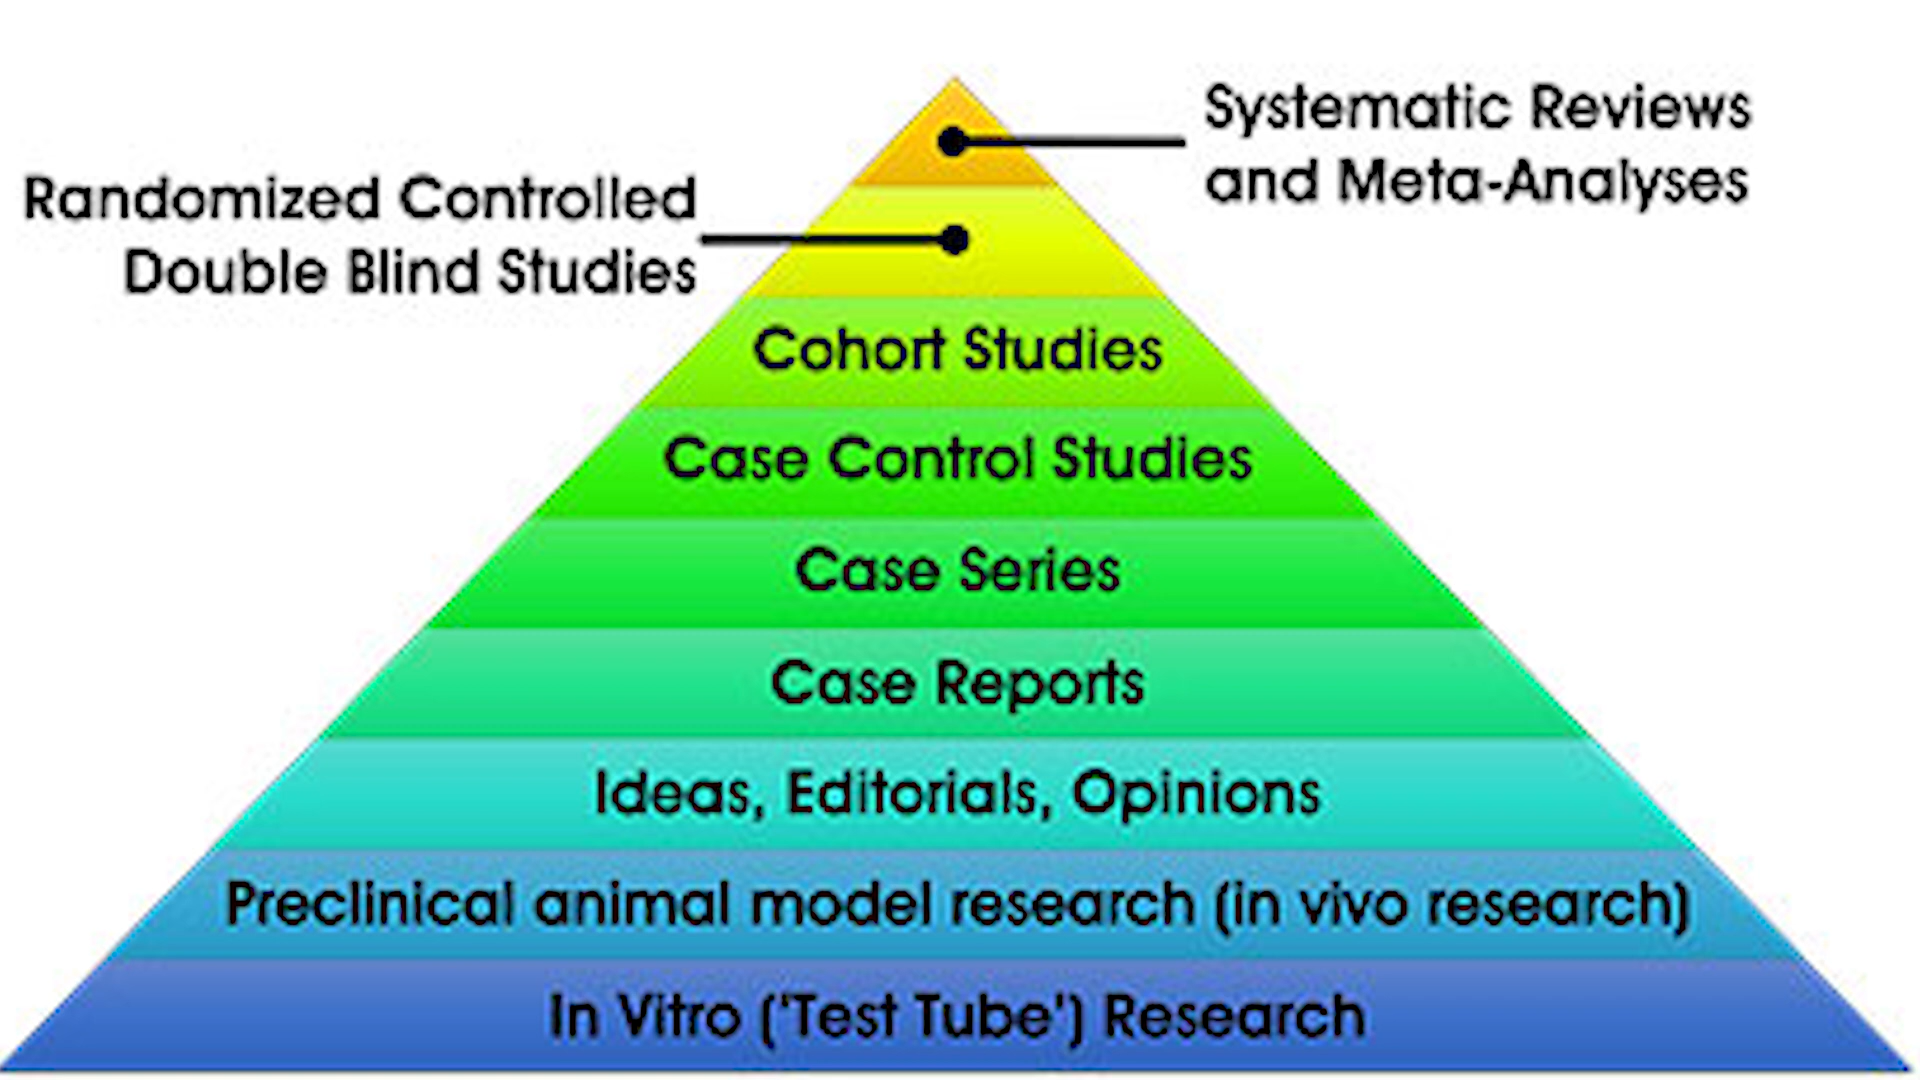 Systematic Reviews
and Meta-Analyses
Randomized Controlled
Double Blind Studies
Cohort Studies
Case Control Studies
Case Series
Case Reports
Ideas, Editorials, Opinions
Preclinical animal model research (in vivo research)
In Vitro ('Test Tube') Research